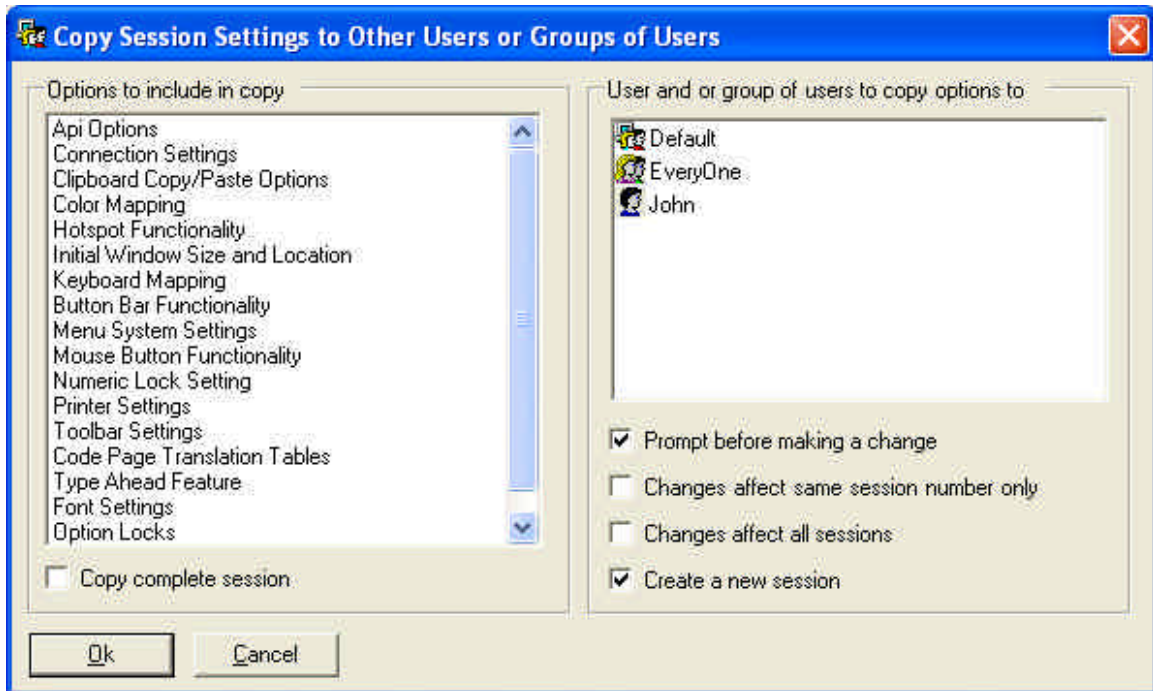 Copy Session Settings to Other Users or Groups of Users
Options to include in copy
Api Options
Connection Settings
Clipboard Copy/Paste Options
Color Mapping
Hotspot Functionality
Initial Window Size and Location
Keyboard Mapping
Button Bar Functionality
Menu System Settings
Mouse Button Functionality
Numeric Lock Setting
Printer Settings
Toolbar Settings
Code Page Translation Tables
Type Ahead Feature
Font Settings
Option Locks
Copy complete session
User and or group of users to copy options to
Default
EveryOne
John
Prompt before making a change
Changes affect same session number only
Changes affect all sessions
Create a new session
Ok
Cancel